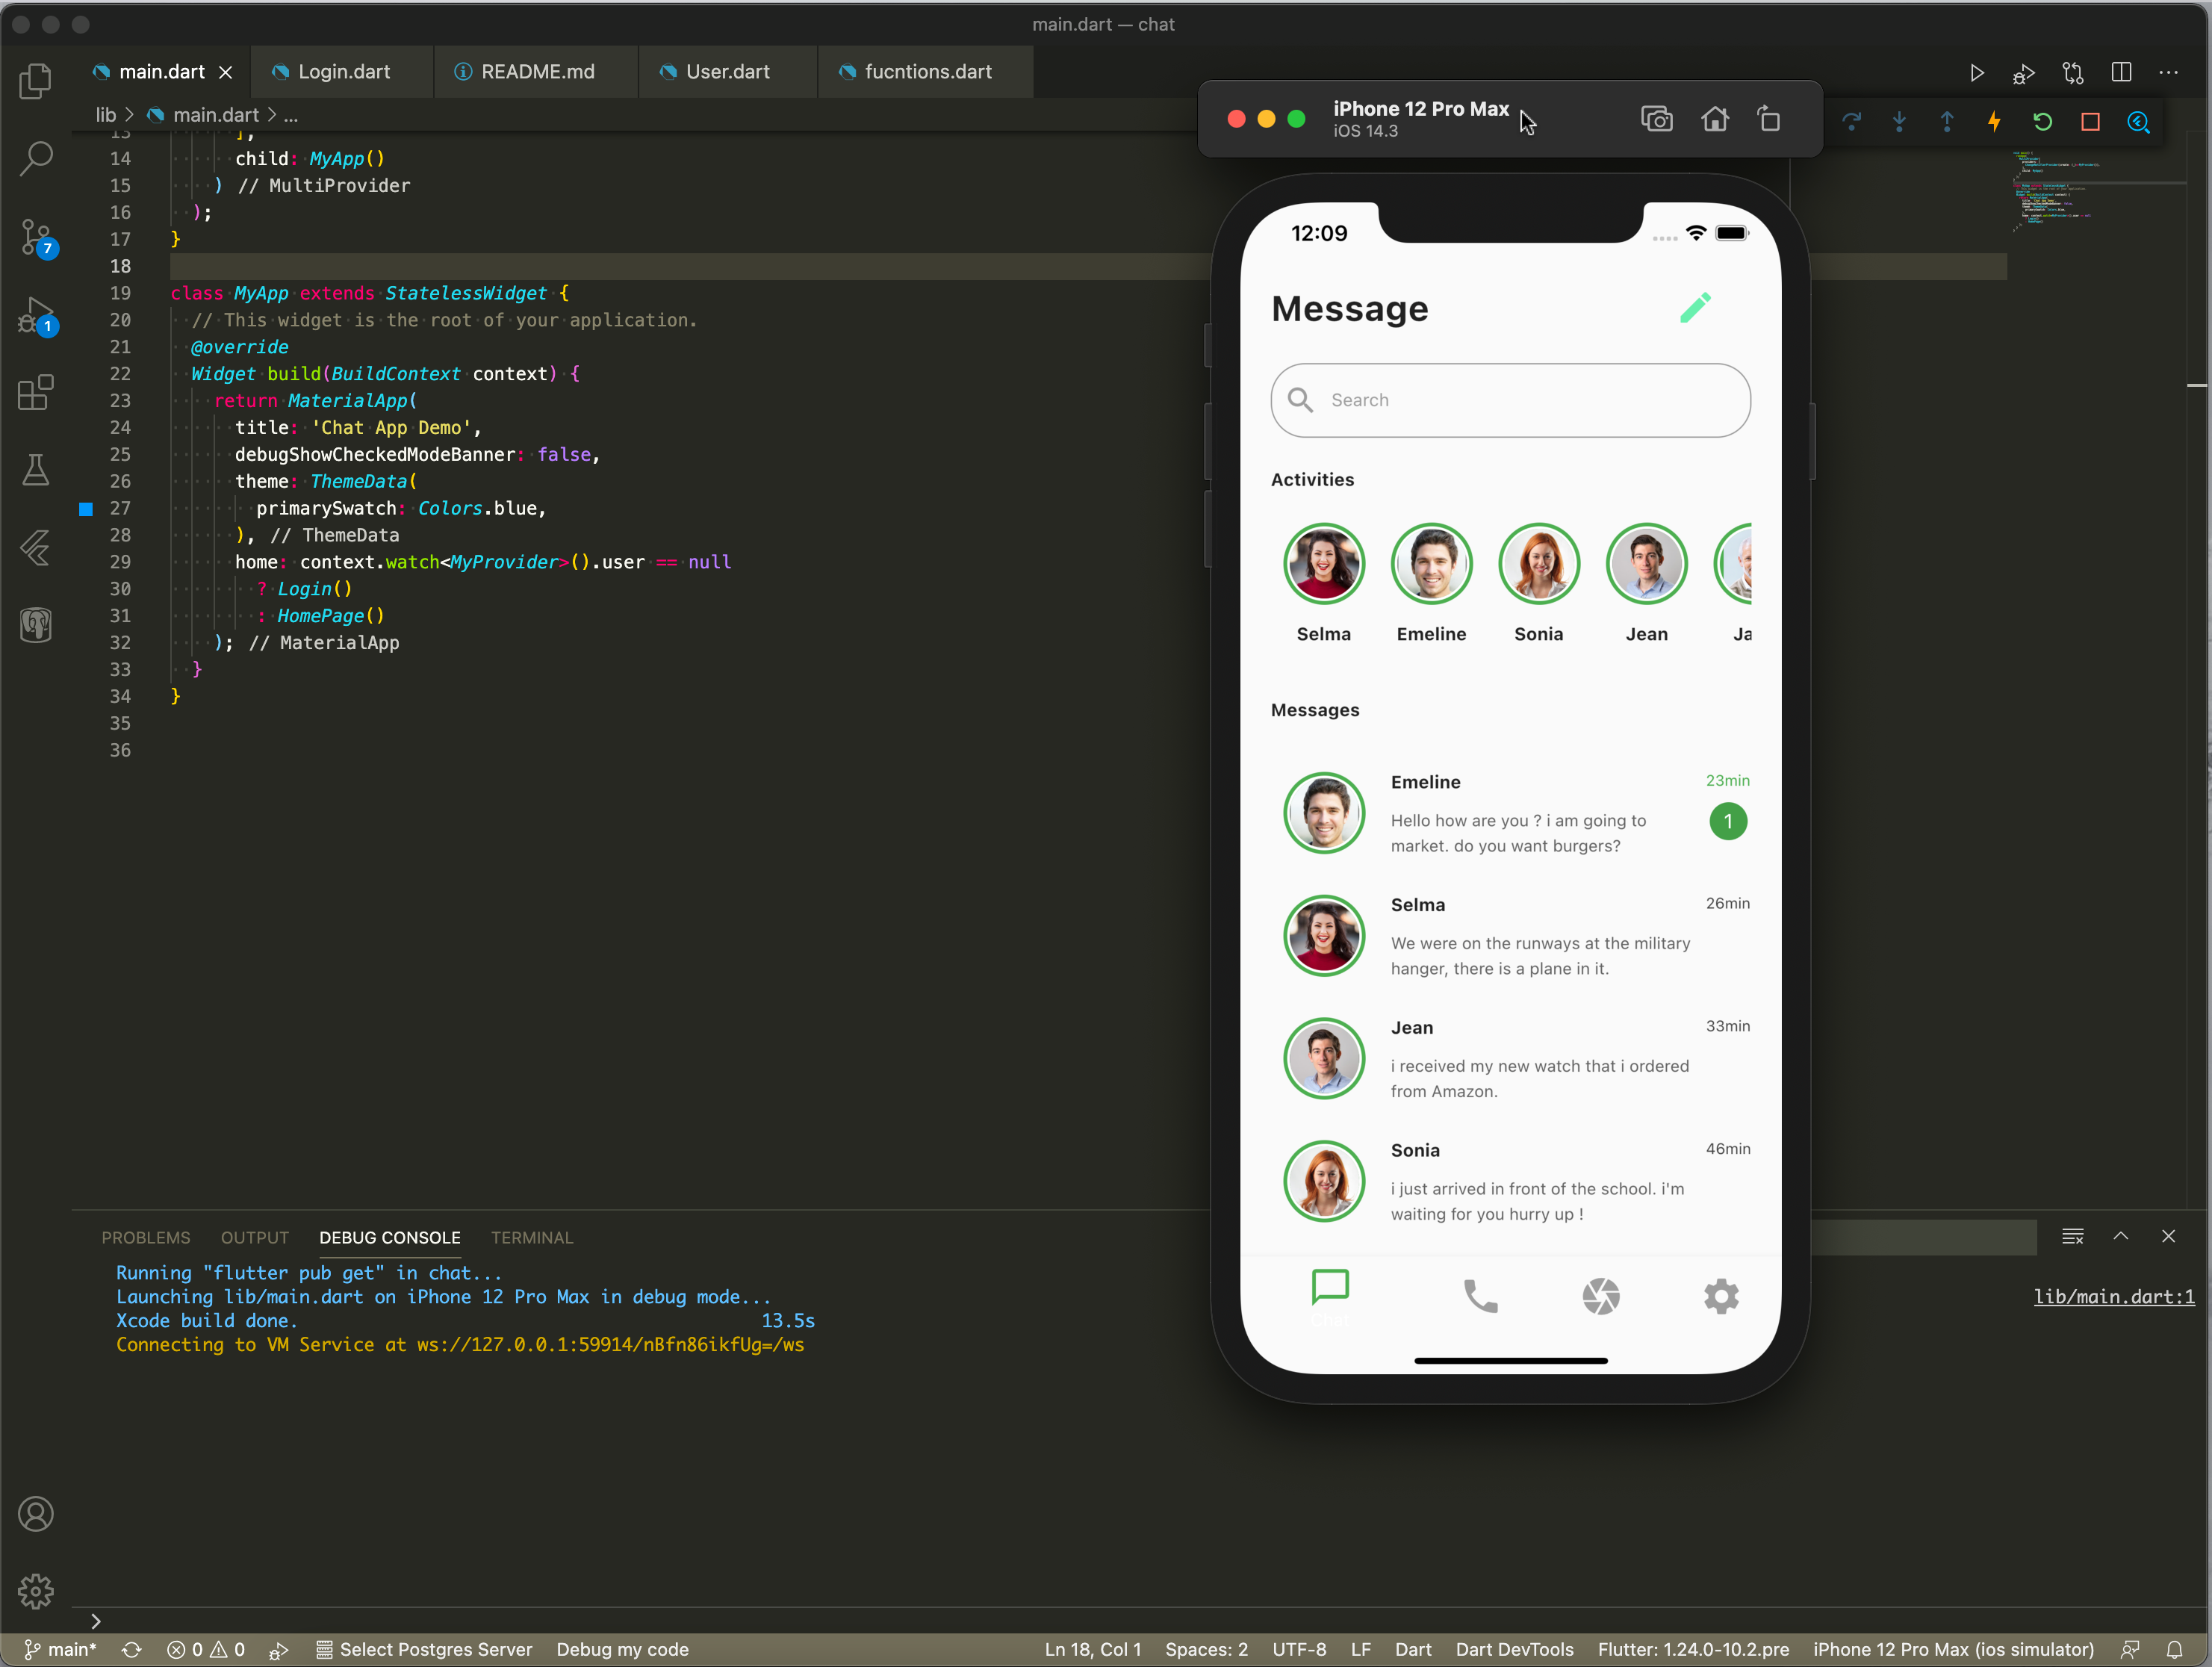 main.dart — chat
main.dart
Login.dart
README.md
User.dart
fucntions.dart
lib > main.dart > ...
13 ],
14 child: MyApp()
15 ) // MultiProvider
16 );
17 }
18
19 class MyApp extends StatelessWidget {
20 // This widget is the root of your application.
21 @override
22 Widget build(BuildContext context) {
23 return MaterialApp(
24 title: 'Chat App Demo',
25 debugShowCheckedModeBanner: false,
26 theme: ThemeData(
27 primarySwatch: Colors.blue,
28 ), // ThemeData
29 home: context.watch<MyProvider>().user == null
30 ? Login()
31 : HomePage()
32 ); // MaterialApp
33 }
34 }
35
36
7
1
iPhone 12 Pro Max
iOS 14.3
12:09
Message
Search
Activities
Selma
Emeline
Sonia
Jean
Ja
Messages
Emeline
23min
Hello how are you ? i am going to
market. do you want burgers?
1
Selma
26min
We were on the runways at the military
hanger, there is a plane in it.
Jean
33min
i received my new watch that i ordered
from Amazon.
Sonia
46min
i just arrived in front of the school. i'm
waiting for you hurry up !
PROBLEMS
OUTPUT
DEBUG CONSOLE
TERMINAL
Running "flutter pub get" in chat...
Launching lib/main.dart on iPhone 12 Pro Max in debug mode...
lib/main.dart:1
Xcode build done. 13.5s
Connecting to VM Service at ws://127.0.0.1:59914/nBfn86ikfUg=/ws
main*
0
0
Select Postgres Server
Debug my code
Ln 18, Col 1
Spaces: 2
UTF-8
LF
Dart
Dart DevTools
Flutter: 1.24.0-10.2.pre
iPhone 12 Pro Max (ios simulator)